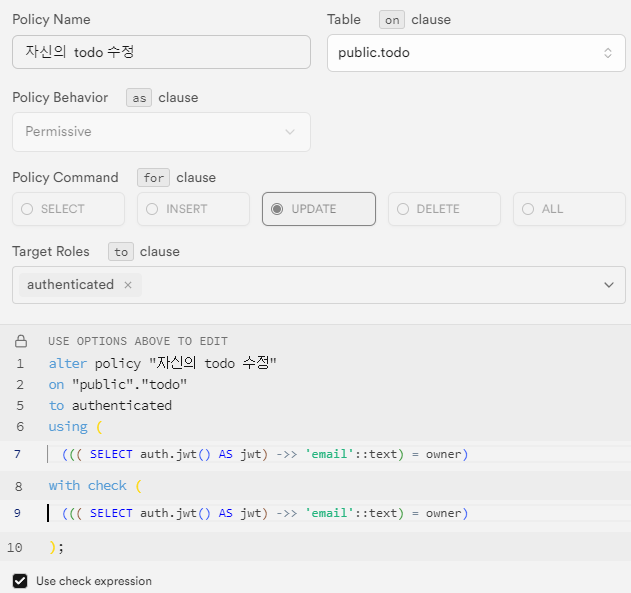 Policy Name
Table on clause
자신의 todo 수정
public.todo
Policy Behavior as clause
Permissive
Policy Command for clause
SELECT INSERT UPDATE DELETE ALL
Target Roles to clause
authenticated ×
USE OPTIONS ABOVE TO EDIT
1 alter policy "자신의 todo 수정"
2 on "public"."todo"
5 to authenticated
6 using (
7 ((( SELECT auth.jwt() AS jwt) ->> 'email'::text) = owner)
8 with check (
9 ((( SELECT auth.jwt() AS jwt) ->> 'email'::text) = owner)
10 );
Use check expression